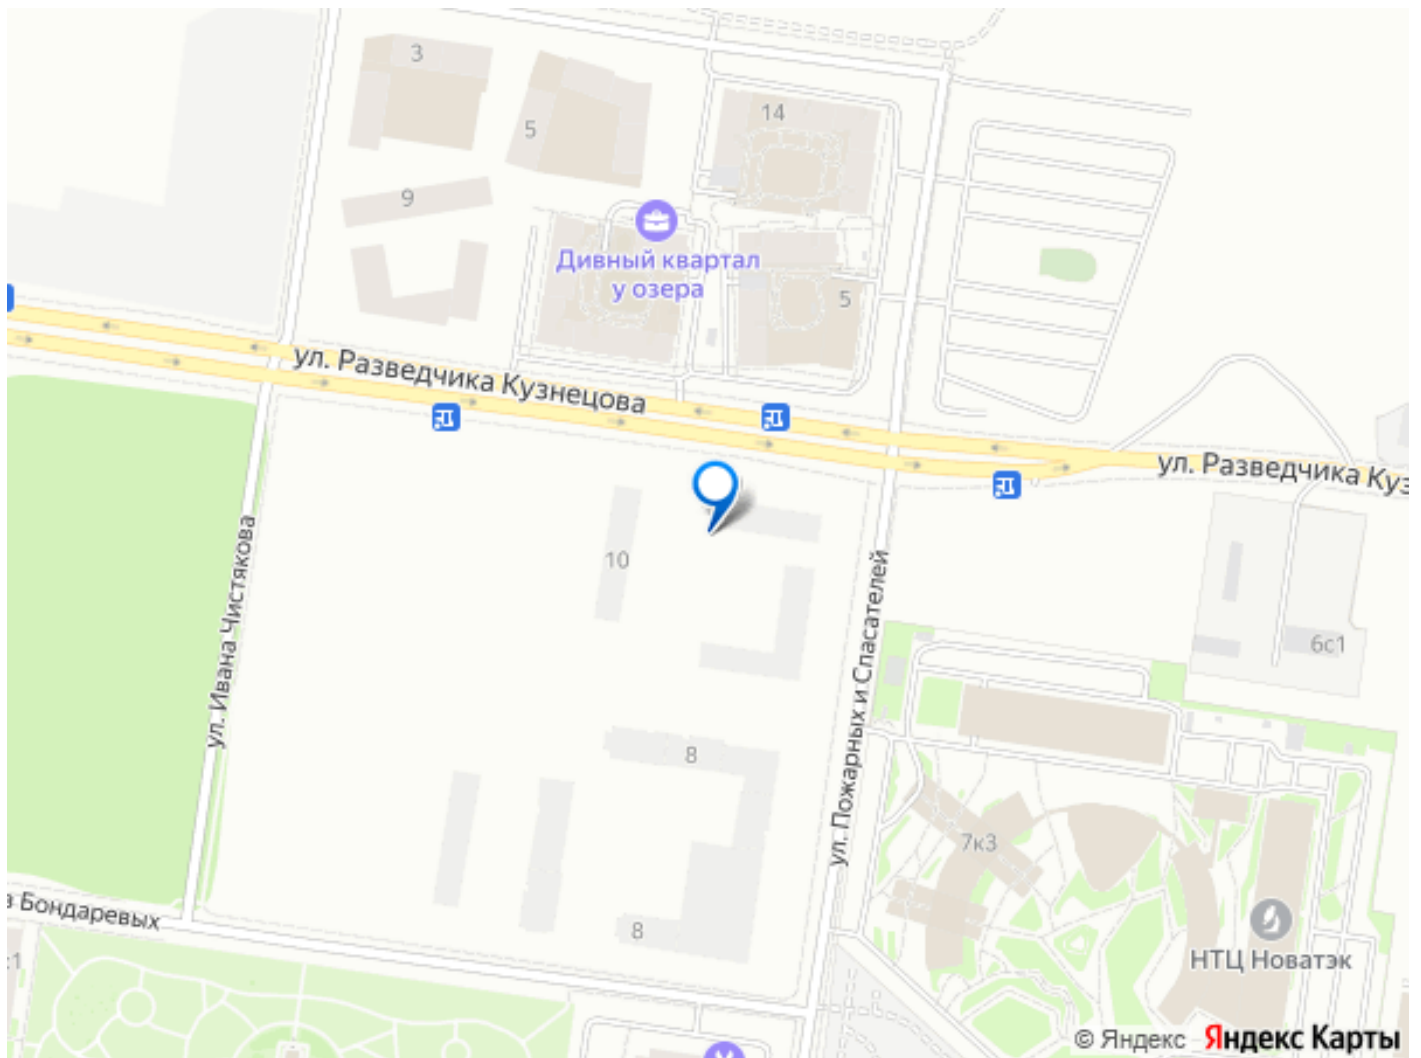 3
14
5
9
Дивный квартал
у озера
5
ул. Разведчика Кузнецова
ул. Разведчика Куз
10
ул. Ивана Чистякова
ул. Пожарных и Спасателей
6с1
8
7к3
Бондаревых
8
НТЦ Новатэк
© Яндекс Яндекс Карты